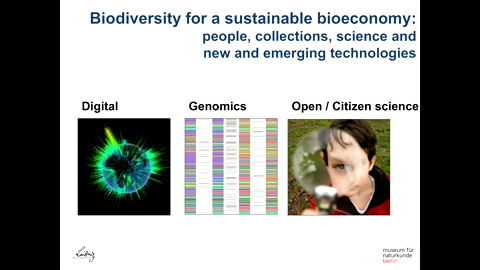 Biodiversity for a sustainable bioeconomy:
people, collections, science and
new and emerging technologies
Digital
Genomics
Open / Citizen science
museum für
naturkunde
berlin